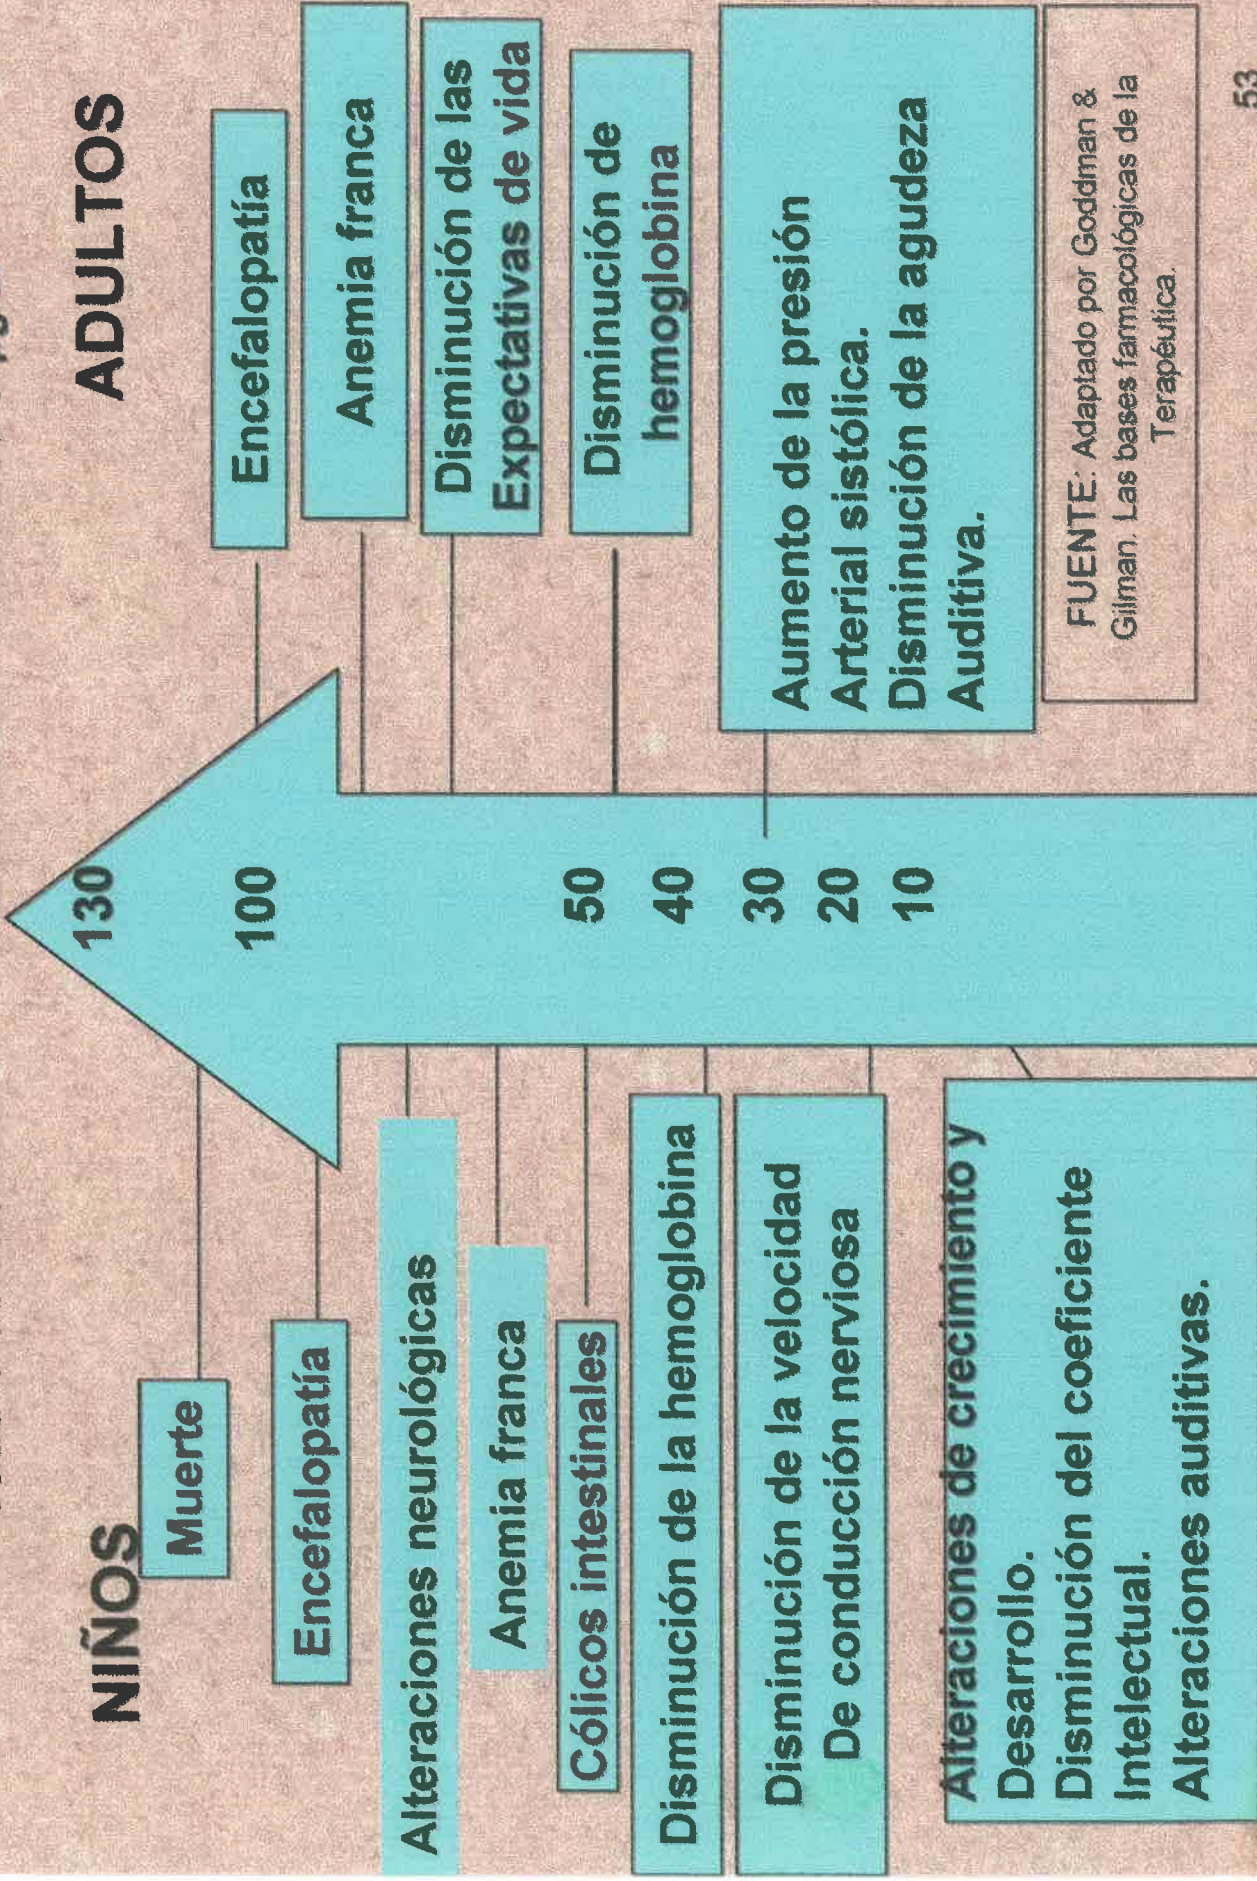 NIÑOS
Muerte
Encefalopatía
Alteraciones neurológicas
Anemia franca
Cólicos intestinales
Disminución de la hemoglobina
Disminución de la velocidad
De conducción nerviosa
Alteraciones de crecimiento y
Desarrollo.
Disminución del coeficiente
Intelectual.
Alteraciones auditivas.
130
100
50
40
30
20
10
ADULTOS
Encefalopatía
Anemia franca
Disminución de las
Expectativas de vida
Disminución de
hemoglobina
Aumento de la presión
Arterial sistólica.
Disminución de la agudeza
Auditiva.
FUENTE: Adaptado por Goddman &
Gilman. Las bases farmacológicas de la
Terapéutica.
53